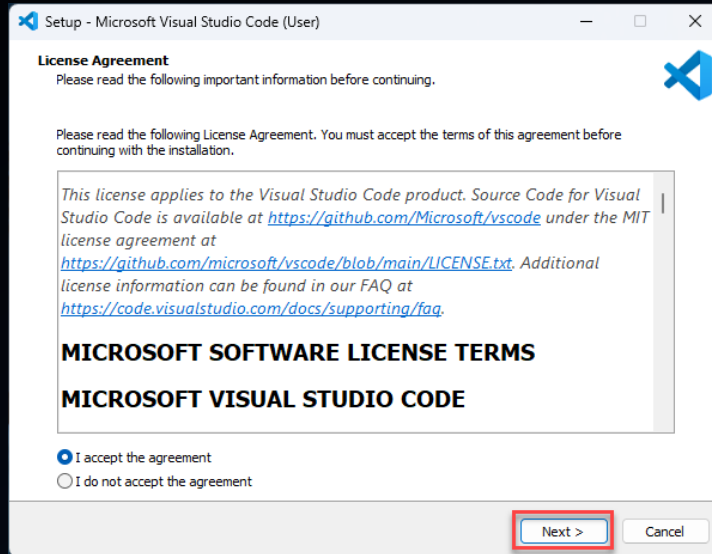 Setup - Microsoft Visual Studio Code (User)
License Agreement
Please read the following important information before continuing.
Please read the following License Agreement. You must accept the terms of this agreement before
continuing with the installation.
This license applies to the Visual Studio Code product. Source Code for Visual
Studio Code is available at https://github.com/Microsoft/vscode under the MIT
license agreement at
https://github.com/microsoft/vscode/blob/main/LICENSE.txt. Additional
license information can be found in our FAQ at
https://code.visualstudio.com/docs/supporting/faq.
MICROSOFT SOFTWARE LICENSE TERMS
MICROSOFT VISUAL STUDIO CODE
I accept the agreement
I do not accept the agreement
Next >
Cancel